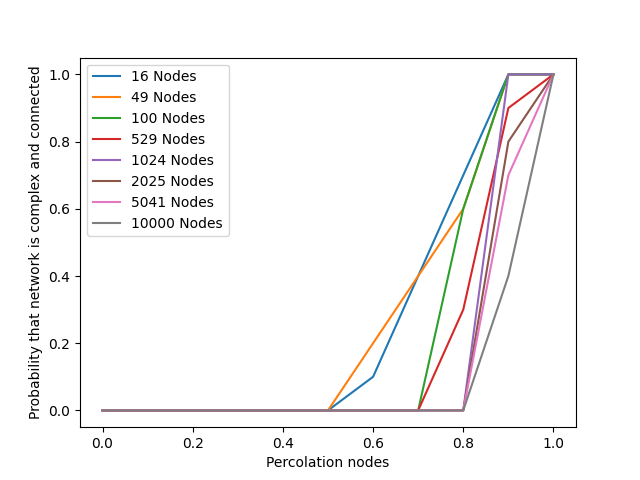 16 Nodes
49 Nodes
100 Nodes
529 Nodes
1024 Nodes
2025 Nodes
5041 Nodes
10000 Nodes
Probability that network is complex and connected
1.0
0.8
0.6
0.4
0.2
0.0
0.0 0.2 0.4 0.6 0.8 1.0
Percolation nodes